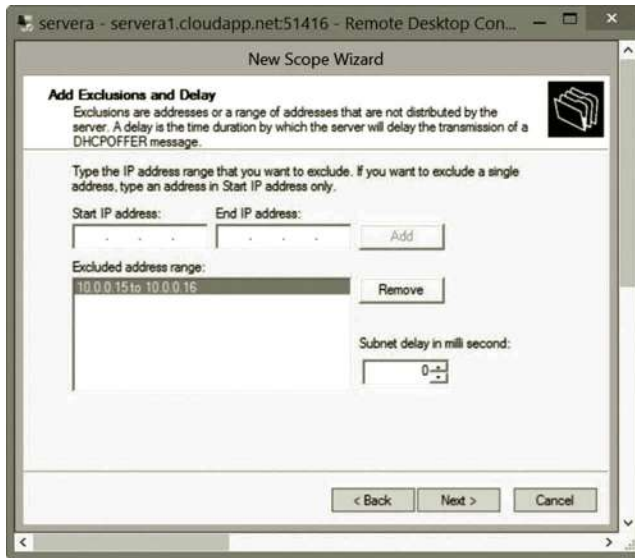 servera - servera1.cloudapp.net:51416 - Remote Desktop Con...
New Scope Wizard
Add Exclusions and Delay
Exclusions are addresses or a range of addresses that are not distributed by the
server. A delay is the time duration by which the server will delay the transmission of a
DHCPOFFER message.
Type the IP address range that you want to exclude. If you want to exclude a single
address, type an address in Start IP address only.
Start IP address: End IP address:
Add
Excluded address range:
10.0.0.15 to 10.0.0.16
Remove
Subnet delay in milli second:
0
< Back Next > Cancel